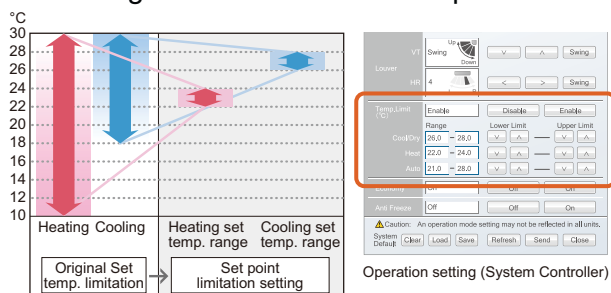 °C
30
28
26
24
22
20
18
16
14
12
10
Heating Cooling
Heating set
temp. range
Cooling set
temp. range
Original Set
temp. limitation
Set point
limitation setting
VT Swing Up Down V Λ Swing
Louver
HR 4 < > Swing
Temp.Limit Enable Disable Enable
(°C)
Range Lower Limit Upper Limit
Cool/Dry 26.0 – 28.0 V Λ — V Λ
Heat 22.0 – 24.0 V Λ — V Λ
Auto 21.0 – 28.0 V Λ — V Λ
Economy Off On
Anti Freeze Off Off On
Caution: An operation mode setting may not be reflected in all units.
System
Default Clear Load Save Refresh Send Close
Operation setting (System Controller)